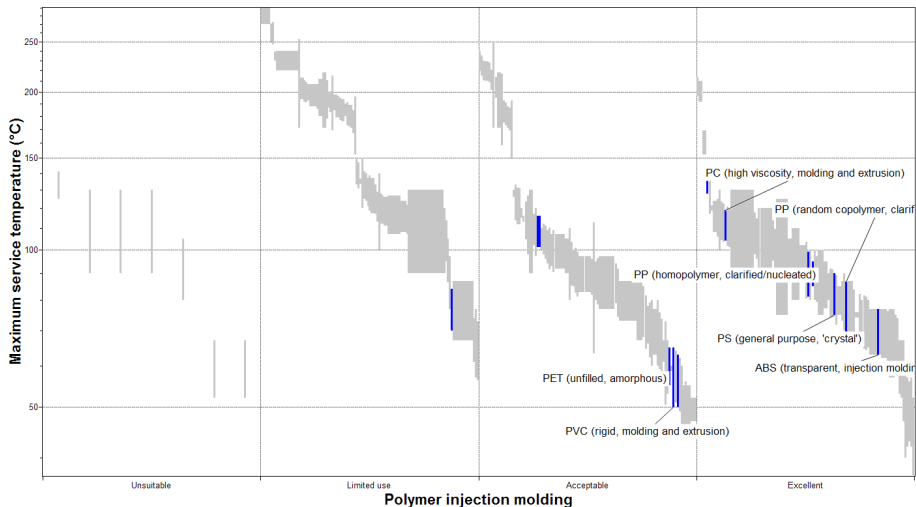 Maximum service temperature (°C)
250
200
150
100
50
PC (high viscosity, molding and extrusion)
PP (random copolymer, clarif
PP (homopolymer, clarified/nucleated)
PS (general purpose, 'crystal')
ABS (transparent, injection moldin
PET (unfilled, amorphous)
PVC (rigid, molding and extrusion)
Unsuitable
Limited use
Acceptable
Excellent
Polymer injection molding